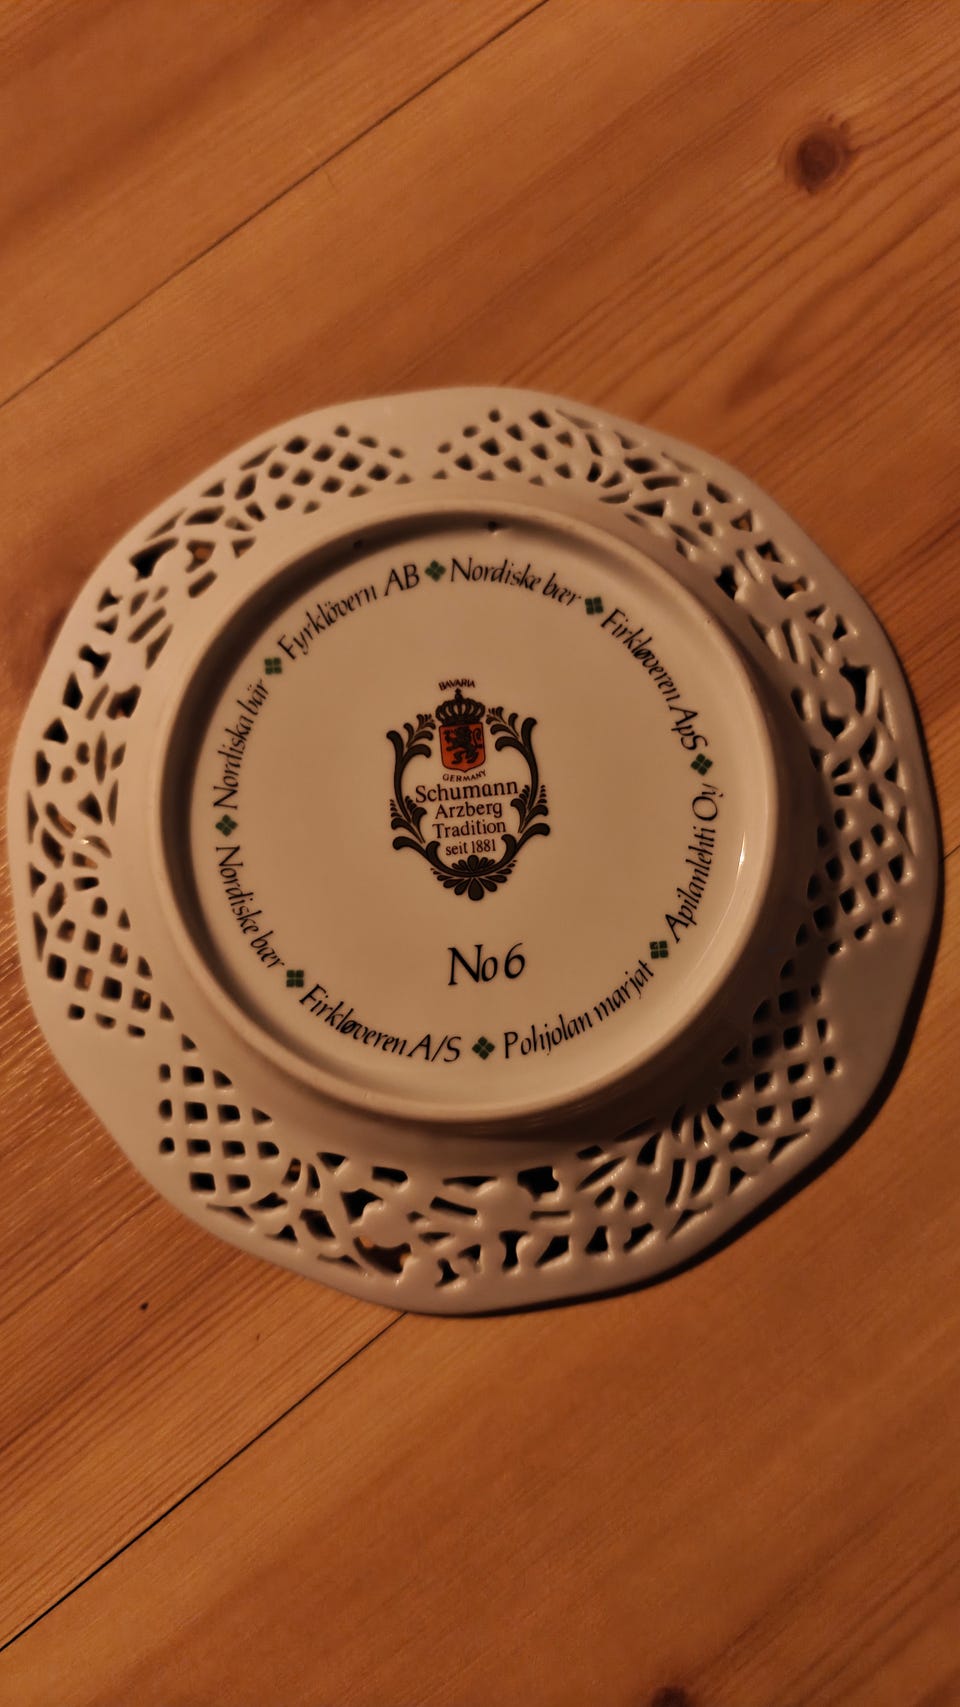 Nordiske bær
Firkløveren ApS
Apilanlehti Oy
Pohjolan marjat
Firkløveren A/S
Nordiske bær
Nordiska bär
Fyrklövern AB
BAVARIA
GERMANY
Schumann
Arzberg
Tradition
seit 1881
No 6